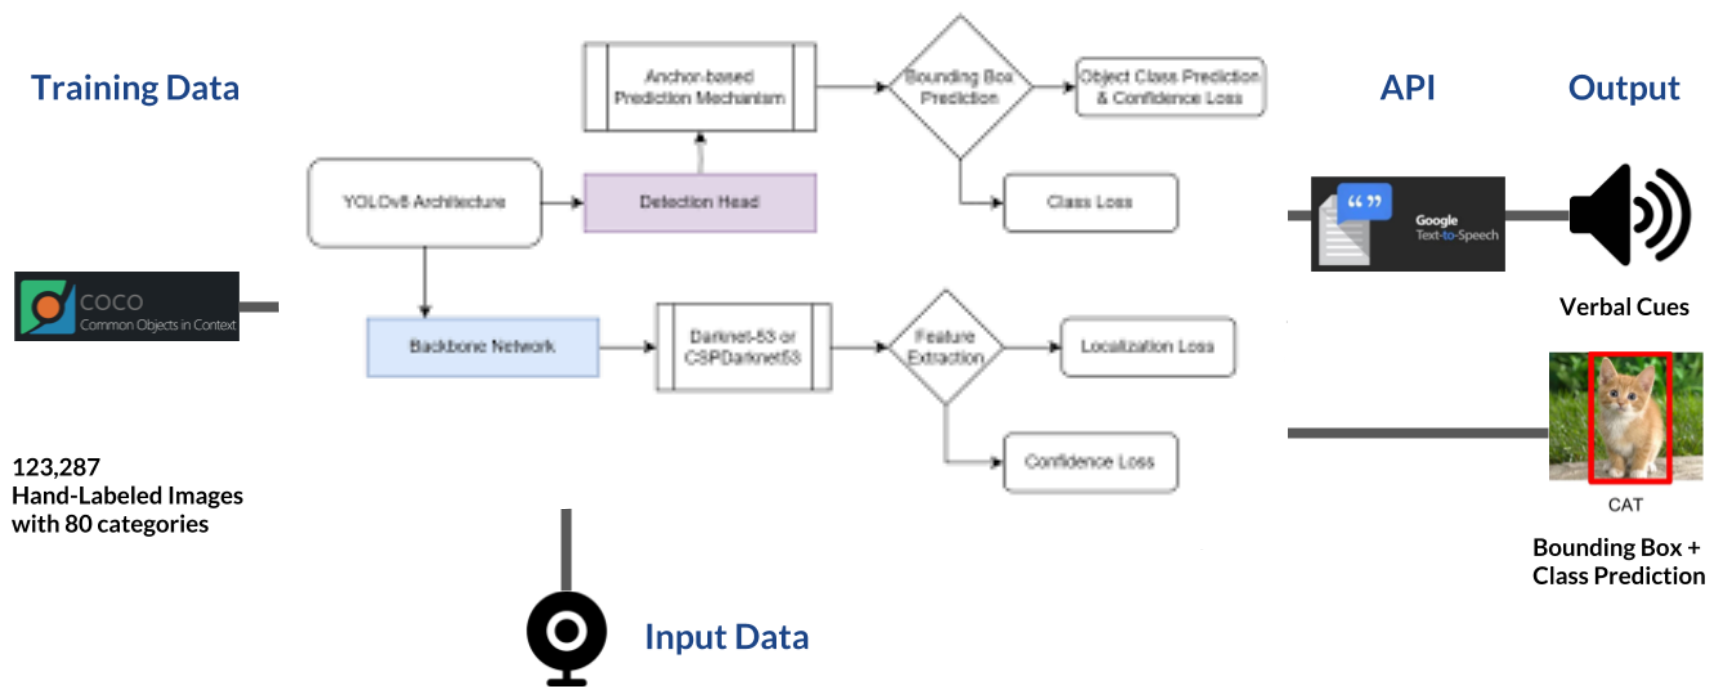 Training Data
COCO
Common Objects in Context
123,287
Hand-Labeled Images
with 80 categories
YOLOv8 Architecture
Detection Head
Anchor-based
Prediction Mechanism
Bounding Box
Prediction
Object Class Prediction
& Confidence Loss
Class Loss
Backbone Network
Darknet-53 or
CSPDarknet53
Feature
Extraction
Localization Loss
Confidence Loss
Input Data
API
Google
Text-to-Speech
Output
Verbal Cues
CAT
Bounding Box +
Class Prediction